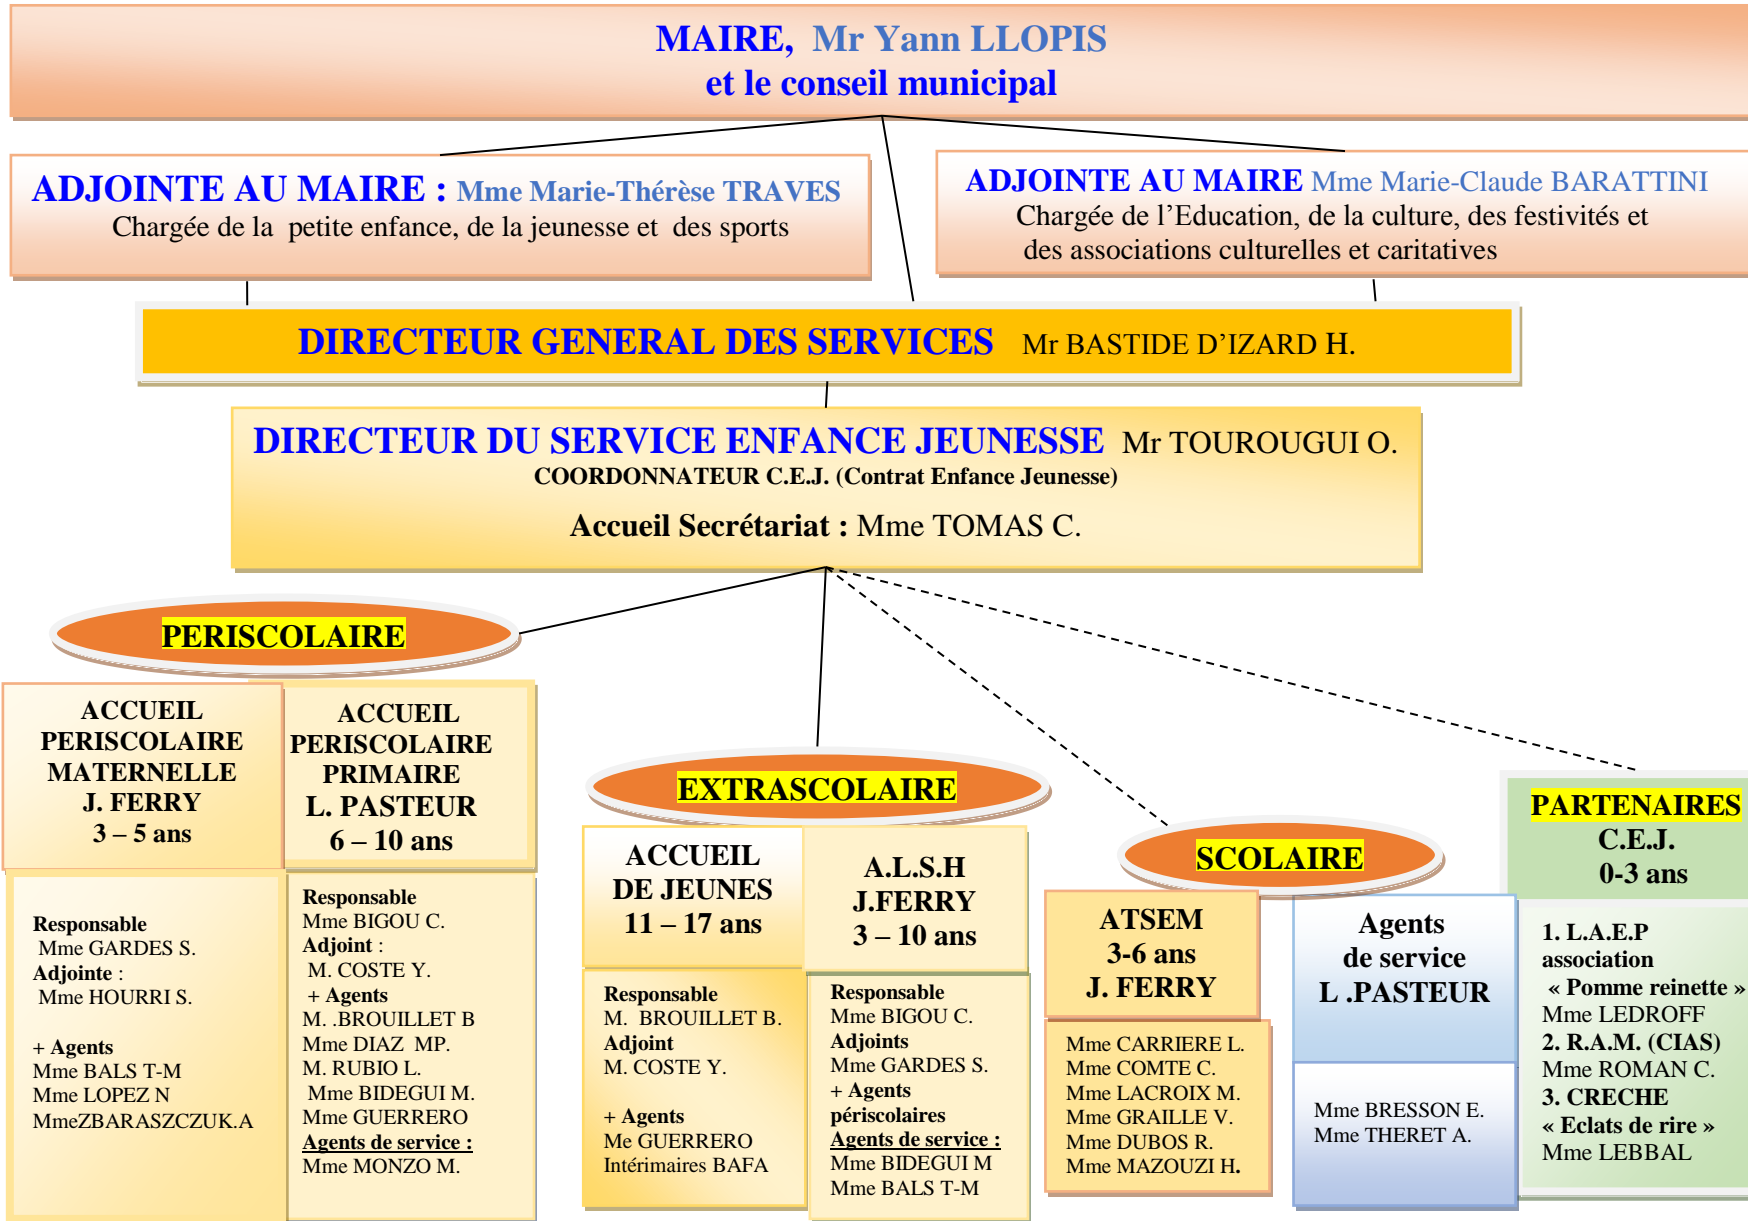 MAIRE, Mr Yann LLOPIS
et le conseil municipal
ADJOINTE AU MAIRE : Mme Marie-Thérèse TRAVES
Chargée de la petite enfance, de la jeunesse et des sports
ADJOINTE AU MAIRE Mme Marie-Claude BARATTINI
Chargée de l’Education, de la culture, des festivités et
des associations culturelles et caritatives
DIRECTEUR GENERAL DES SERVICES Mr BASTIDE D’IZARD H.
DIRECTEUR DU SERVICE ENFANCE JEUNESSE Mr TOUROUGUI O.
COORDONNATEUR C.E.J. (Contrat Enfance Jeunesse)
Accueil Secrétariat : Mme TOMAS C.
PERISCOLAIRE
ACCUEIL
PERISCOLAIRE
MATERNELLE
J. FERRY
3 – 5 ans
Responsable
Mme GARDES S.
Adjointe :
Mme HOURRI S.
+ Agents
Mme BALS T-M
Mme LOPEZ N
MmeZBARASZCZUK.A
ACCUEIL
PERISCOLAIRE
PRIMAIRE
L. PASTEUR
6 – 10 ans
Responsable
Mme BIGOU C.
Adjoint :
M. COSTE Y.
+ Agents
M. .BROUILLET B
Mme DIAZ MP.
M. RUBIO L.
Mme BIDEGUI M.
Mme GUERRERO
Agents de service :
Mme MONZO M.
EXTRASCOLAIRE
ACCUEIL
DE JEUNES
11 – 17 ans
Responsable
M. BROUILLET B.
Adjoint
M. COSTE Y.
+ Agents
Me GUERRERO
Intérimaires BAFA
A.L.S.H
J.FERRY
3 – 10 ans
Responsable
Mme BIGOU C.
Adjoints
Mme GARDES S.
+ Agents
périscolaires
Agents de service :
Mme BIDEGUI M
Mme BALS T-M
SCOLAIRE
ATSEM
3-6 ans
J. FERRY
Mme CARRIERE L.
Mme COMTE C.
Mme LACROIX M.
Mme GRAILLE V.
Mme DUBOS R.
Mme MAZOUZI H.
Agents
de service
L .PASTEUR
Mme BRESSON E.
Mme THERET A.
PARTENAIRES
C.E.J.
0-3 ans
1. L.A.E.P
association
« Pomme reinette »
Mme LEDROFF
2. R.A.M. (CIAS)
Mme ROMAN C.
3. CRECHE
« Eclats de rire »
Mme LEBBAL